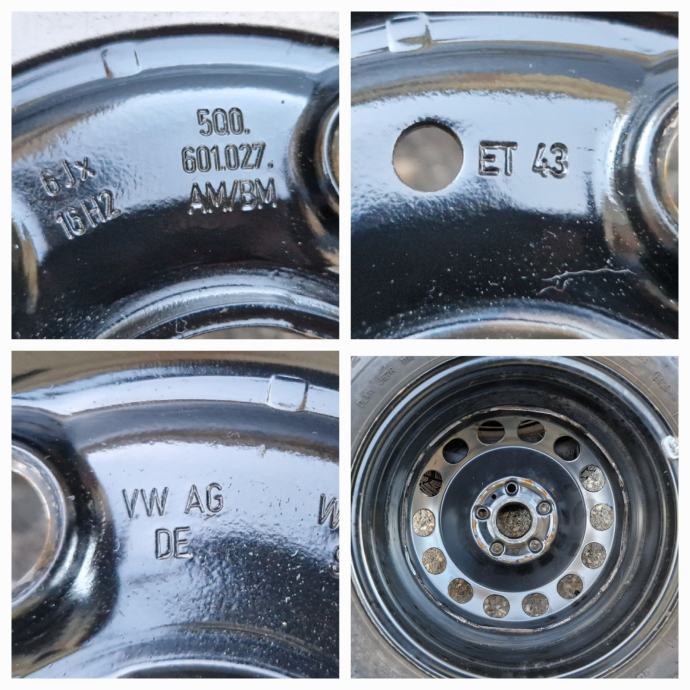 5Q0.
601.027.
AM/BM
6Jx
16H2
ET 43
VW AG
DE